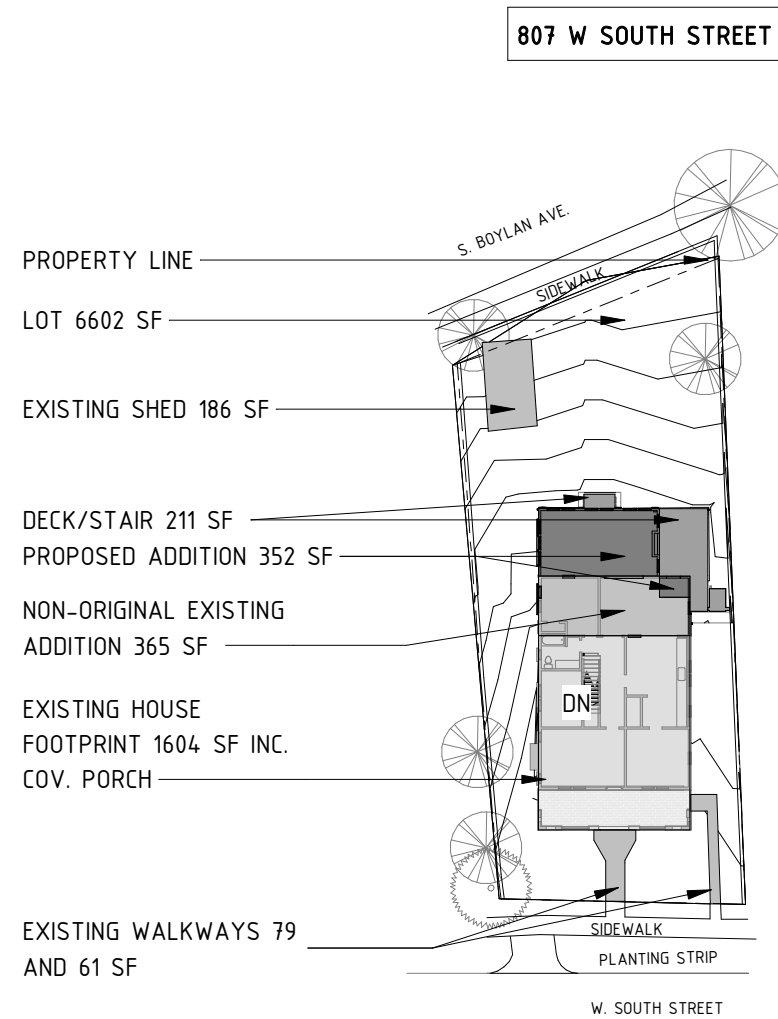 807 W SOUTH STREET
S. BOYLAN AVE.
PROPERTY LINE
SIDEWALK
LOT 6602 SF
EXISTING SHED 186 SF
DECK/STAIR 211 SF
PROPOSED ADDITION 352 SF
NON-ORIGINAL EXISTING
ADDITION 365 SF
EXISTING HOUSE
FOOTPRINT 1604 SF INC.
COV. PORCH
DN
EXISTING WALKWAYS 79
AND 61 SF
SIDEWALK
PLANTING STRIP
W. SOUTH STREET